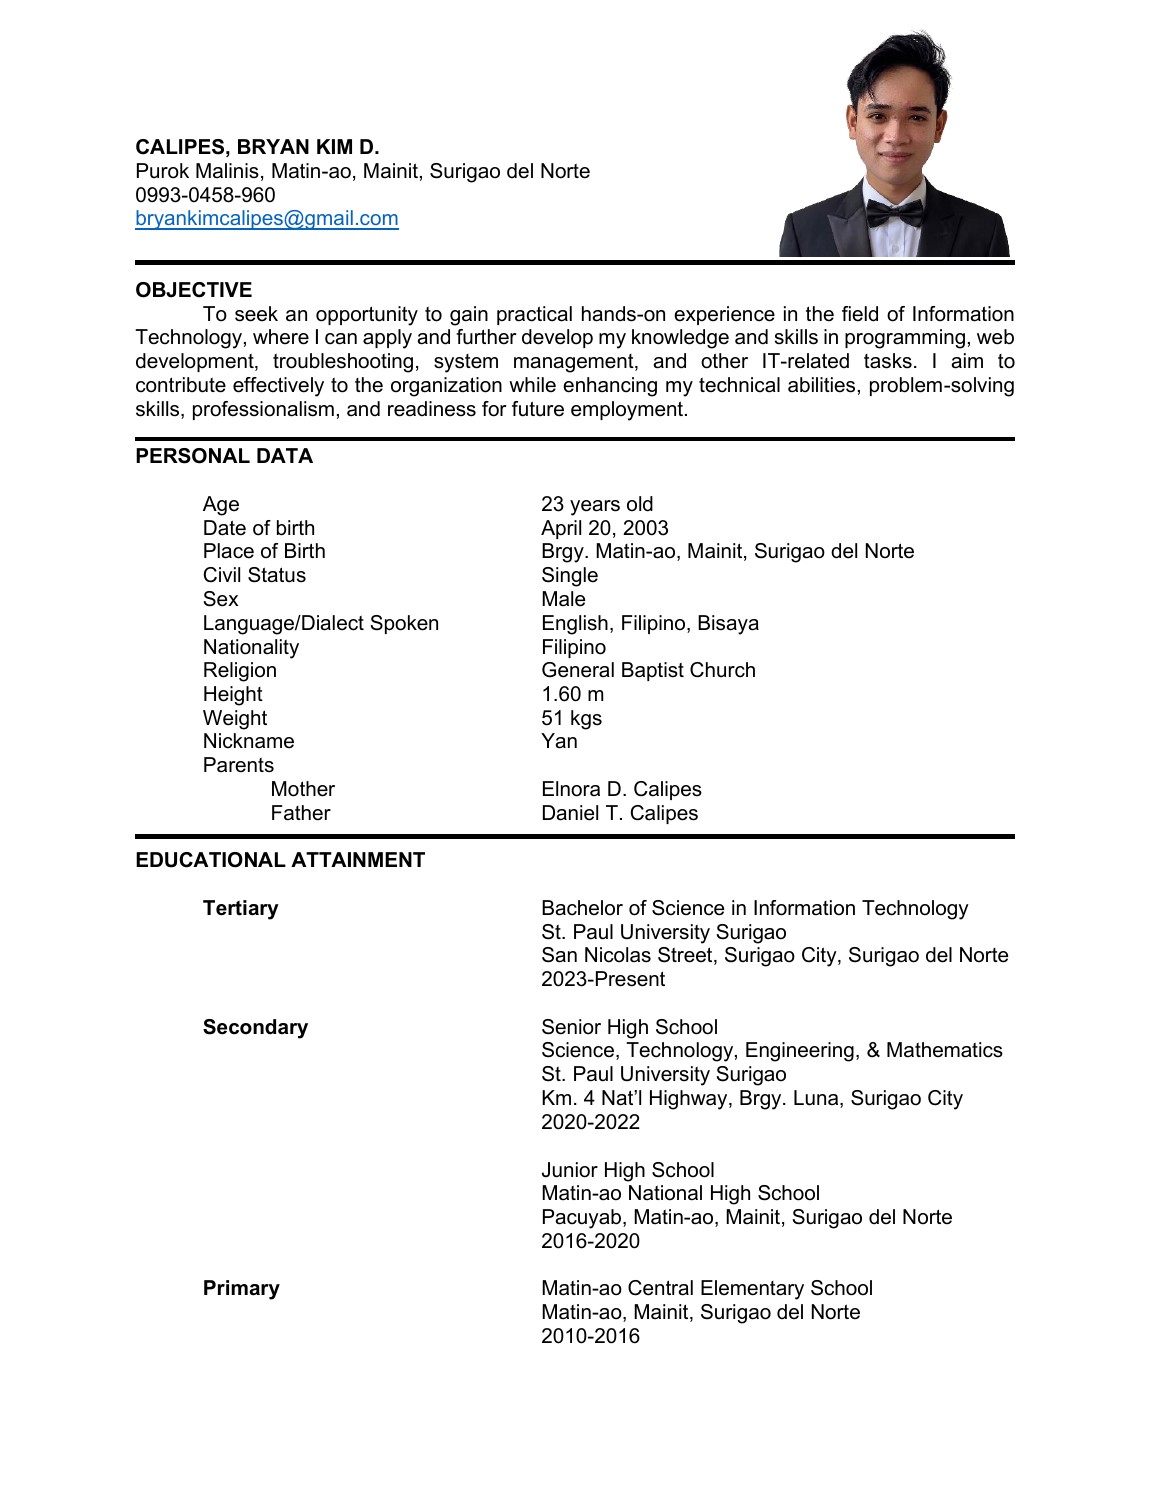 CALIPES, BRYAN KIM D.
Purok Malinis, Matin-ao, Mainit, Surigao del Norte
0993-0458-960
bryankimcalipes@gmail.com
OBJECTIVE
To seek an opportunity to gain practical hands-on experience in the field of Information
Technology, where I can apply and further develop my knowledge and skills in programming, web
development, troubleshooting, system management, and other IT-related tasks. I aim to
contribute effectively to the organization while enhancing my technical abilities, problem-solving
skills, professionalism, and readiness for future employment.
PERSONAL DATA
Age 23 years old
Date of birth April 20, 2003
Place of Birth Brgy. Matin-ao, Mainit, Surigao del Norte
Civil Status Single
Sex Male
Language/Dialect Spoken English, Filipino, Bisaya
Nationality Filipino
Religion General Baptist Church
Height 1.60 m
Weight 51 kgs
Nickname Yan
Parents
Mother Elnora D. Calipes
Father Daniel T. Calipes
EDUCATIONAL ATTAINMENT
Tertiary Bachelor of Science in Information Technology
St. Paul University Surigao
San Nicolas Street, Surigao City, Surigao del Norte
2023-Present
Secondary Senior High School
Science, Technology, Engineering, & Mathematics
St. Paul University Surigao
Km. 4 Nat’l Highway, Brgy. Luna, Surigao City
2020-2022
Junior High School
Matin-ao National High School
Pacuyab, Matin-ao, Mainit, Surigao del Norte
2016-2020
Primary Matin-ao Central Elementary School
Matin-ao, Mainit, Surigao del Norte
2010-2016